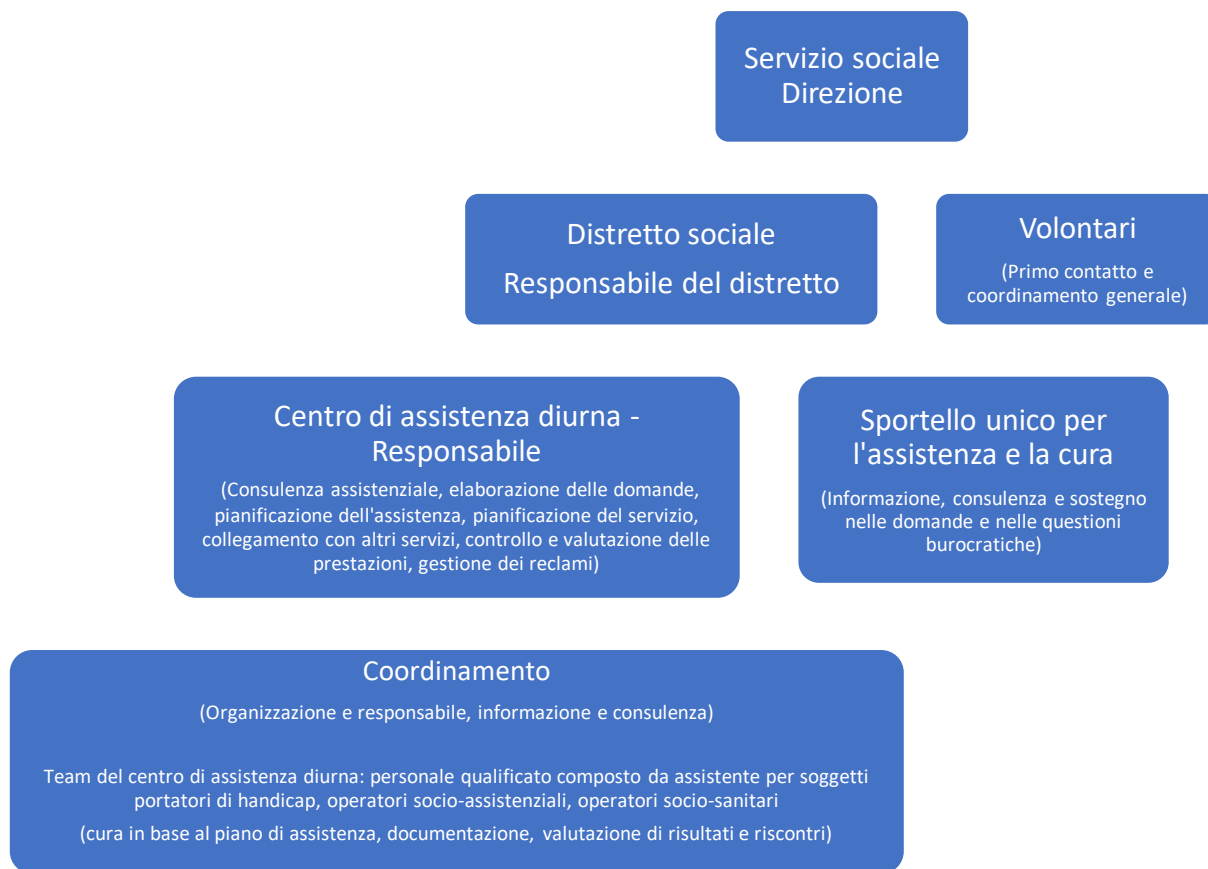 Servizio sociale
Direzione
Distretto sociale
Responsabile del distretto
Volontari
(Primo contatto e
coordinamento generale)
Centro di assistenza diurna -
Responsabile
(Consulenza assistenziale, elaborazione delle domande,
pianificazione dell'assistenza, pianificazione del servizio,
collegamento con altri servizi, controllo e valutazione delle
prestazioni, gestione dei reclami)
Sportello unico per
l'assistenza e la cura
(Informazione, consulenza e sostegno
nelle domande e nelle questioni
burocratiche)
Coordinamento
(Organizzazione e responsabile, informazione e consulenza)
Team del centro di assistenza diurna: personale qualificato composto da assistente per soggetti
portatori di handicap, operatori socio-assistenziali, operatori socio-sanitari
(cura in base al piano di assistenza, documentazione, valutazione di risultati e riscontri)